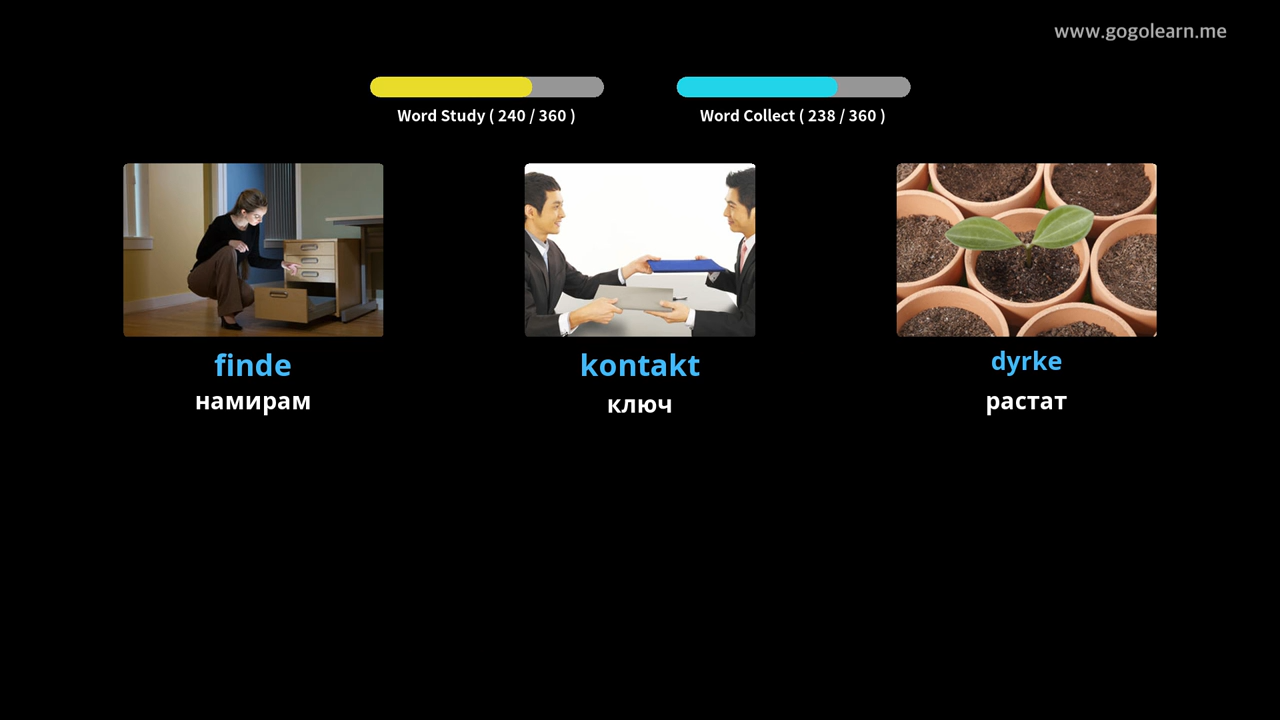 www.gogolearn.me
Word Study ( 240 / 360 )
Word Collect ( 238 / 360 )
finde
kontakt
dyrke
намирам
ключ
растат